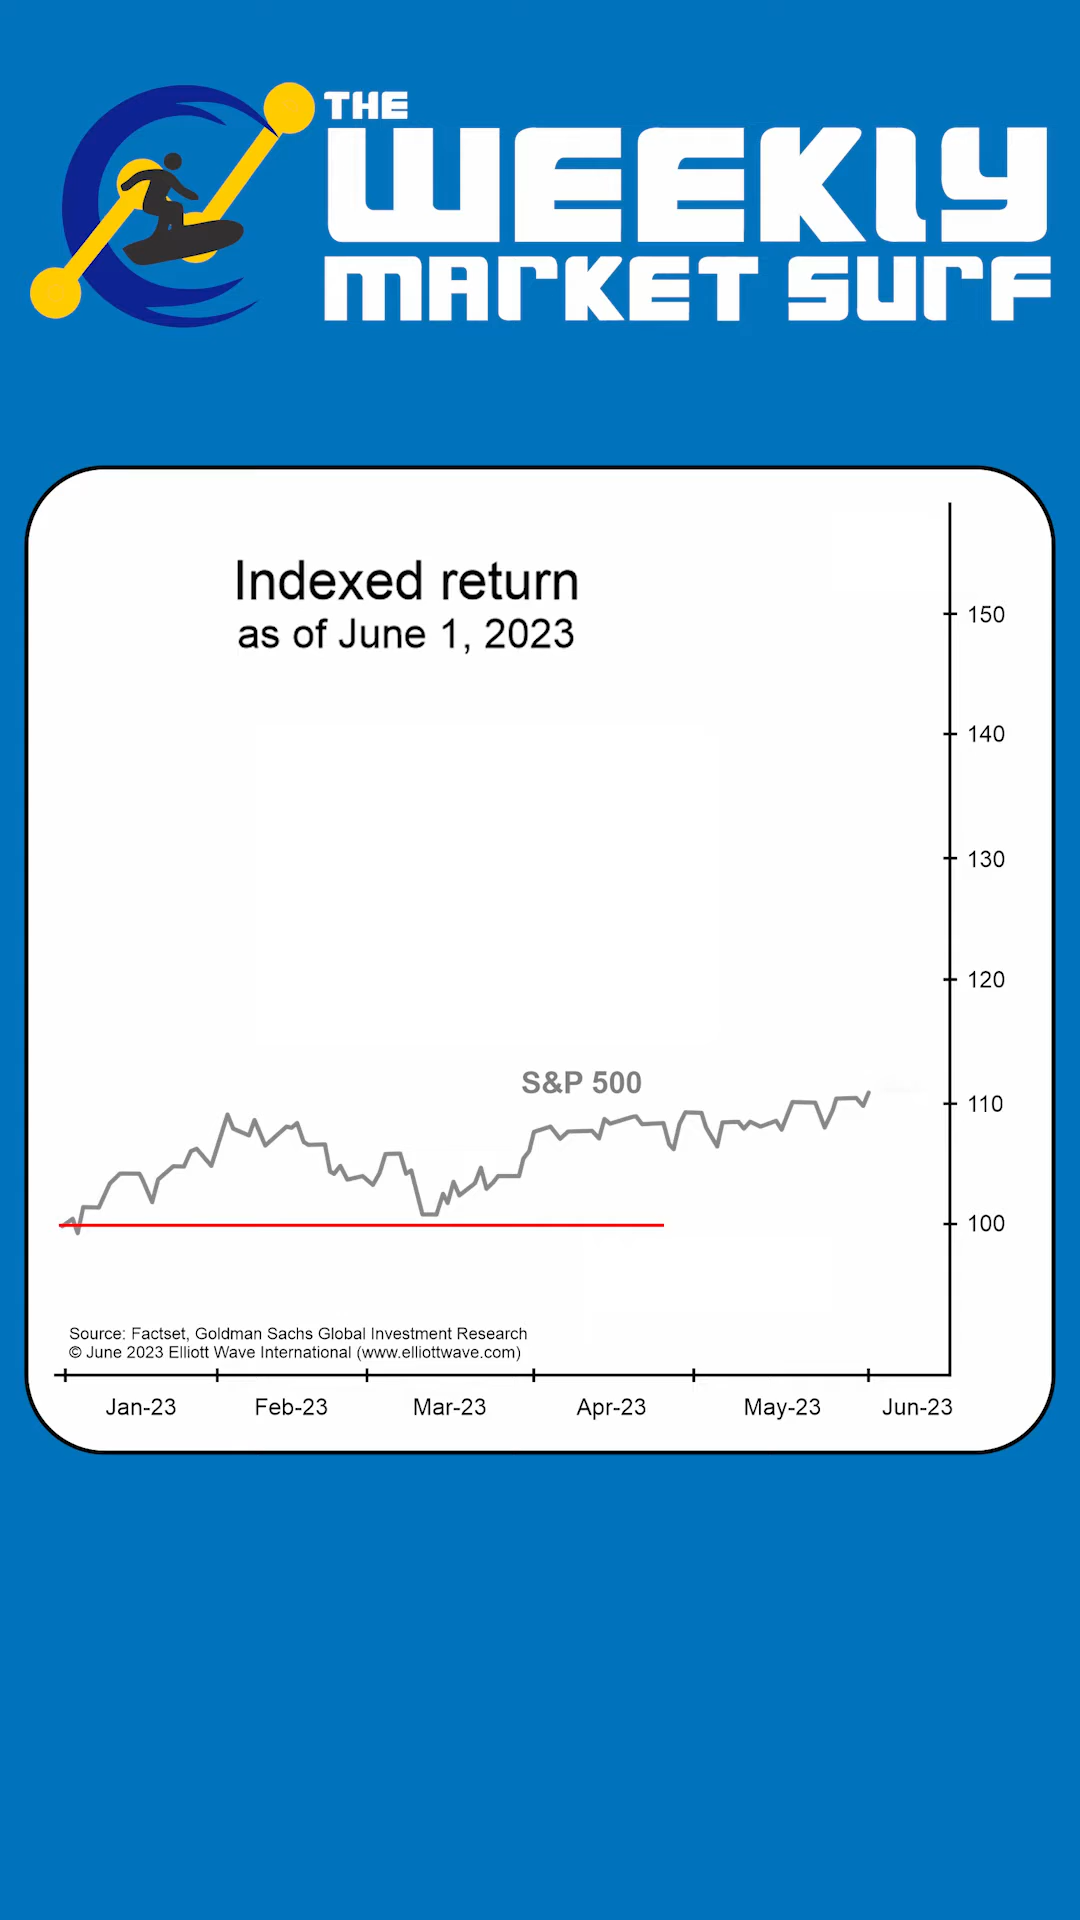 THE
WEEKLY
MARKET SURF
Indexed return
as of June 1, 2023
150
140
130
120
S&P 500
110
100
Source: Factset, Goldman Sachs Global Investment Research
© June 2023 Elliott Wave International (www.elliottwave.com)
Jan-23 Feb-23 Mar-23 Apr-23 May-23 Jun-23